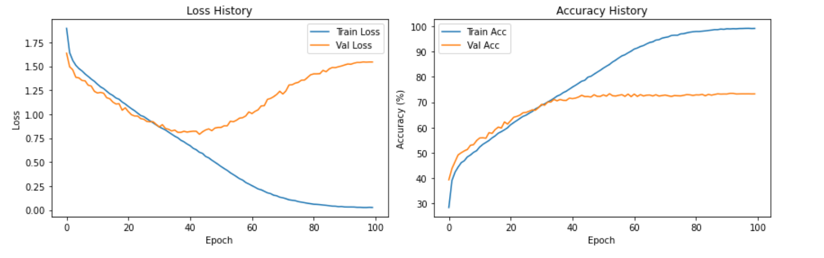 Loss History
Train Loss
Val Loss
1.75
1.50
1.25
1.00
0.75
0.50
0.25
0.00
Loss
0 20 40 60 80 100
Epoch
Accuracy History
Train Acc
Val Acc
100
90
80
70
60
50
40
30
Accuracy (%)
0 20 40 60 80 100
Epoch